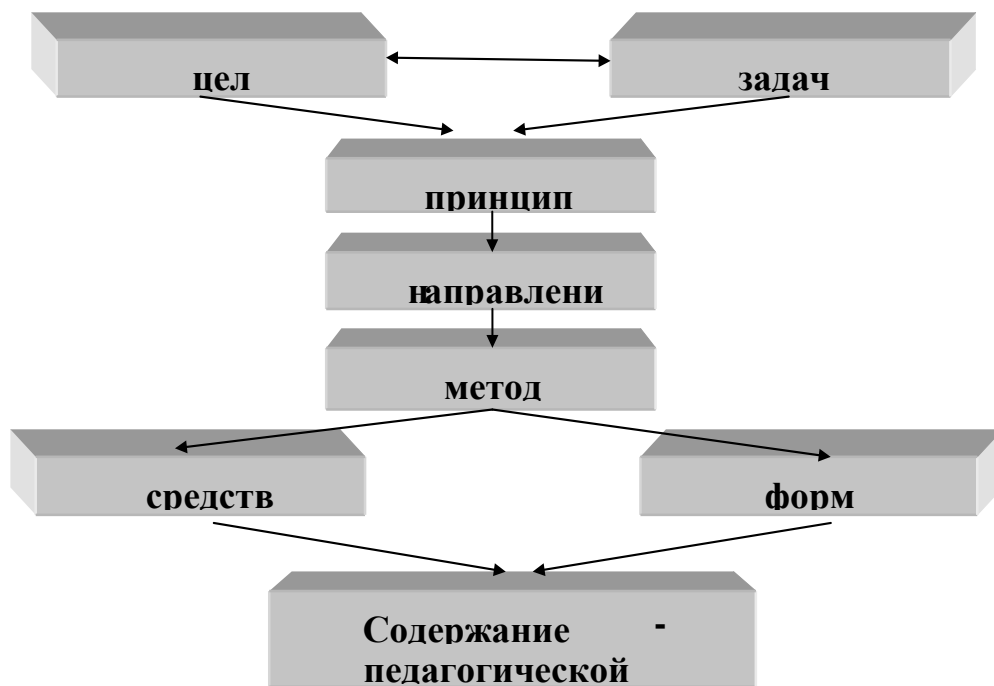 цел
задач
принцип
направлени
метод
средств
форм
Содержание -
педагогической